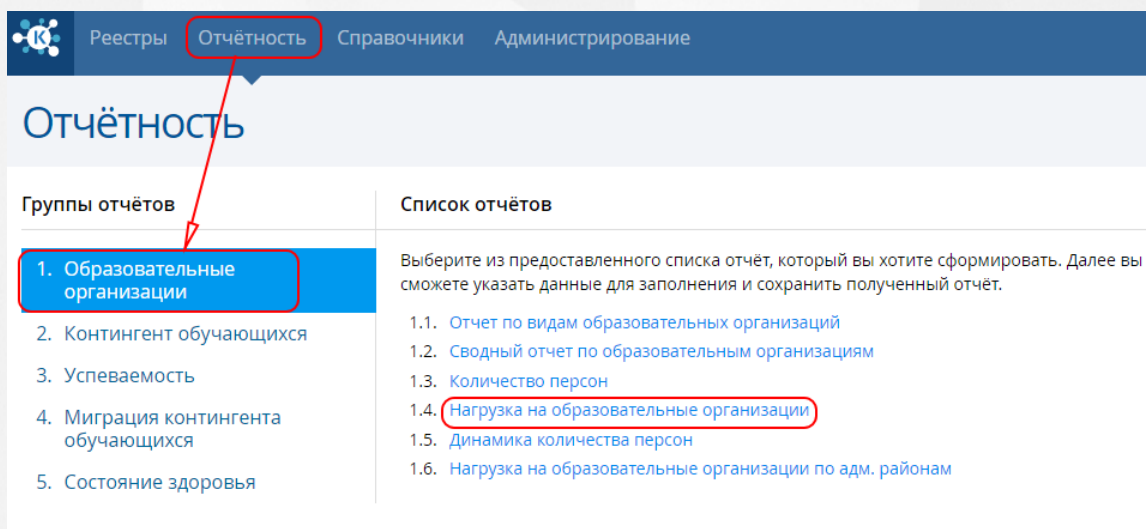 К Реестры Отчётность Справочники Администрирование
Отчётность
Группы отчётов
1. Образовательные
организации
2. Контингент обучающихся
3. Успеваемость
4. Миграция контингента
обучающихся
5. Состояние здоровья
Список отчётов
Выберите из предоставленного списка отчёт, который вы хотите сформировать. Далее вы
сможете указать данные для заполнения и сохранить полученный отчёт.
1.1. Отчет по видам образовательных организаций
1.2. Сводный отчет по образовательным организациям
1.3. Количество персон
1.4. Нагрузка на образовательные организации
1.5. Динамика количества персон
1.6. Нагрузка на образовательные организации по адм. районам